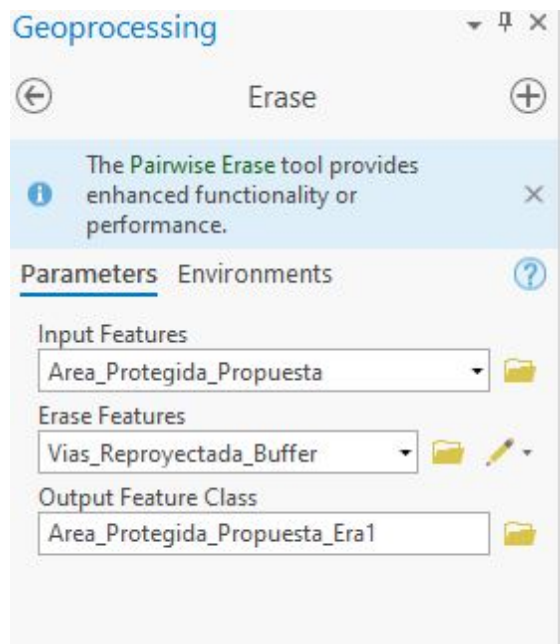 Geoprocessing
Erase
The Pairwise Erase tool provides
enhanced functionality or
performance.
Parameters Environments
Input Features
Area_Protegida_Propuesta
Erase Features
Vias_Reproyectada_Buffer
Output Feature Class
Area_Protegida_Propuesta_Era1